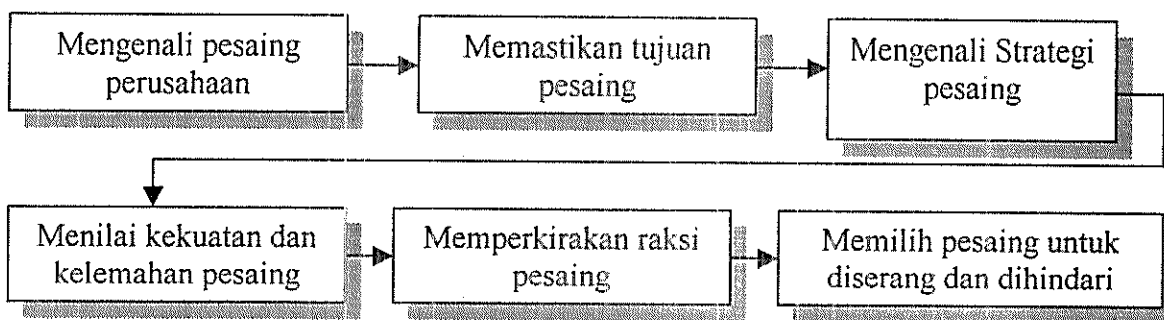 Mengenali pesaing
perusahaan
Memastikan tujuan
pesaing
Mengenali Strategi
pesaing
Menilai kekuatan dan
kelemahan pesaing
Memperkirakan raksi
pesaing
Memilih pesaing untuk
diserang dan dihindari